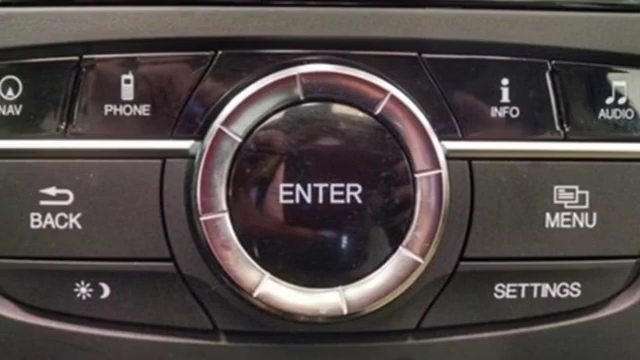 NAV
PHONE
INFO
AUDIO
ENTER
BACK
MENU
SETTINGS